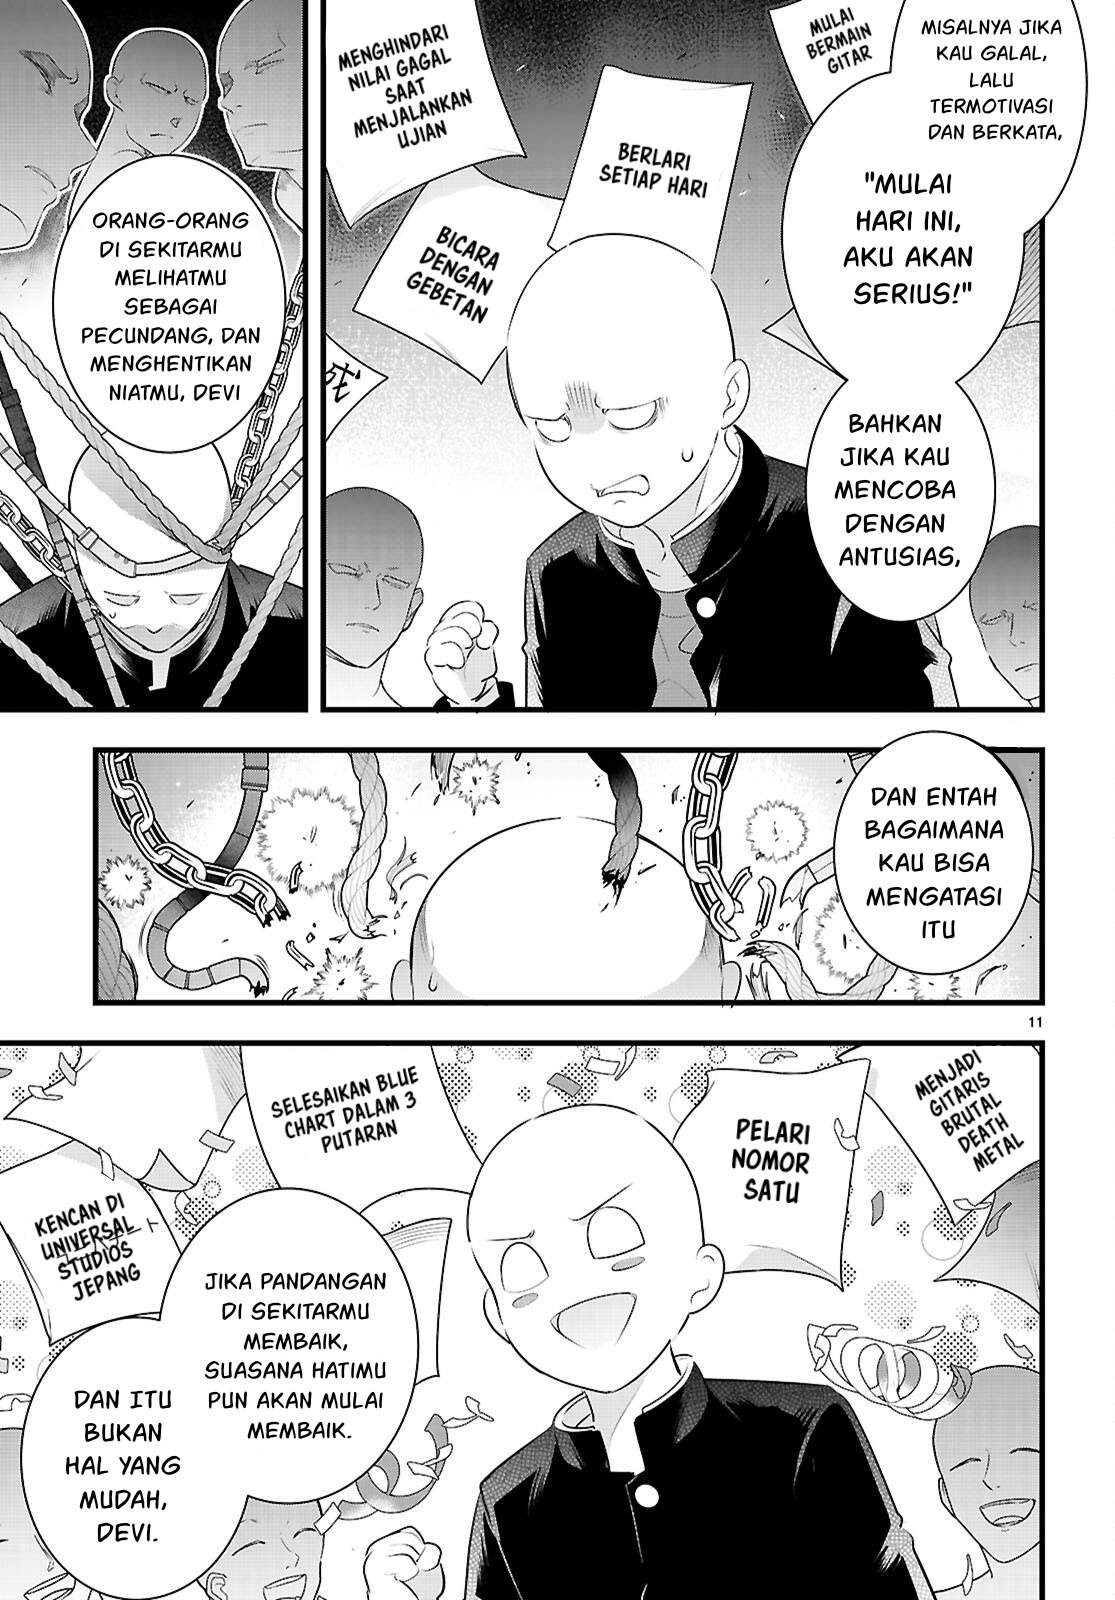 MISALNYA JIKA
KAU GALAL,
LALU
TERMOTIVASI
DAN BERKATA,
"MULAI
HARI INI,
AKU AKAN
SERIUS!"
BAHKAN
JIKA KAU
MENCOBA
DENGAN
ANTUSIAS,
MULAI
BERMAIN
GITAR
BERLARI
SETIAP HARI
MENGHINDARI
NILAI GAGAL
SAAT
MENJALANKAN
UJIAN
BICARA
DENGAN
GEBETAN
成
ORANG-ORANG
DI SEKITARMU
MELIHATMU
SEBAGAI
PECUNDANG, DAN
MENGHENTIKAN
NIATMU, DEVI
DAN ENTAH
BAGAIMANA
KAU BISA
MENGATASI
ITU
11
MENJADI
GITARIS
BRUTAL
DEATH
METAL
PELARI
NOMOR
SATU
SELESAIKAN BLUE
CHART DALAM 3
PUTARAN
KENCAN DI
UNIVERSAL
STUDIOS
JEPANG
JIKA PANDANGAN
DI SEKITARMU
MEMBAIK,
SUASANA HATIMU
PUN AKAN MULAI
MEMBAIK.
DAN ITU
BUKAN
HAL YANG
MUDAH,
DEVI.